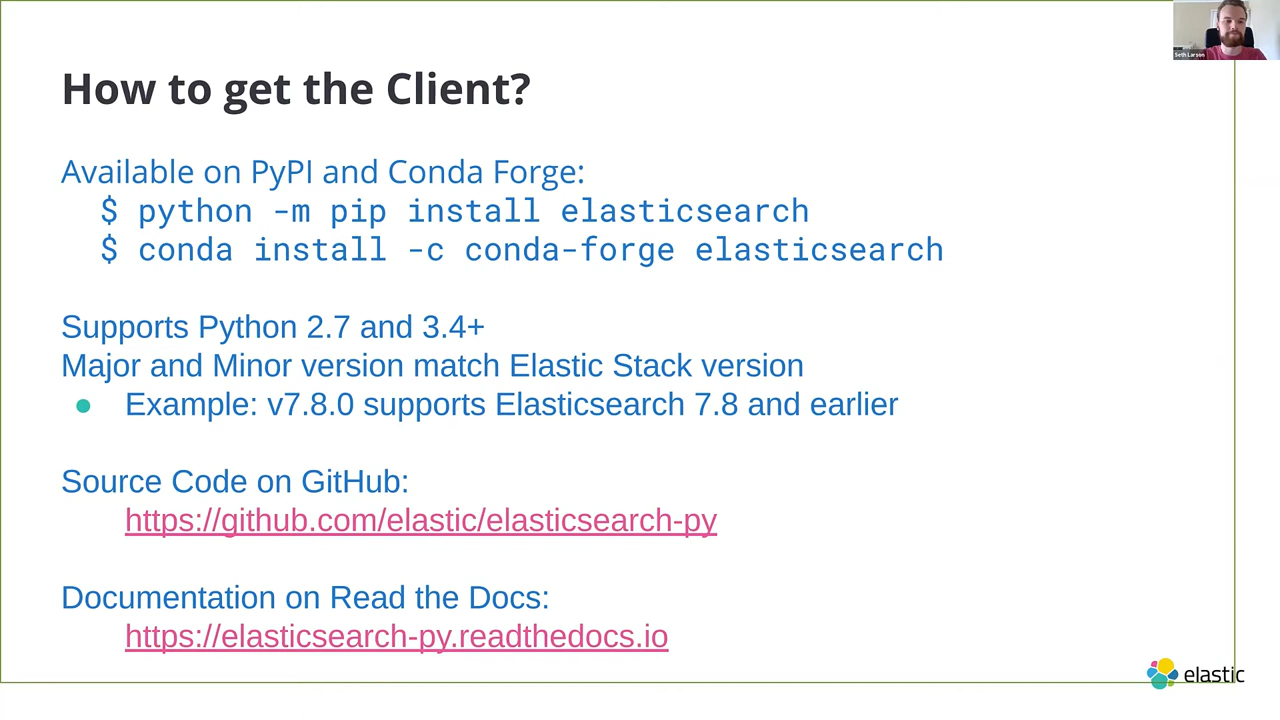 Seth Larson
How to get the Client?
Available on PyPI and Conda Forge:
$ python -m pip install elasticsearch
$ conda install -c conda-forge elasticsearch
Supports Python 2.7 and 3.4+
Major and Minor version match Elastic Stack version
● Example: v7.8.0 supports Elasticsearch 7.8 and earlier
Source Code on GitHub:
https://github.com/elastic/elasticsearch-py
Documentation on Read the Docs:
https://elasticsearch-py.readthedocs.io
elastic